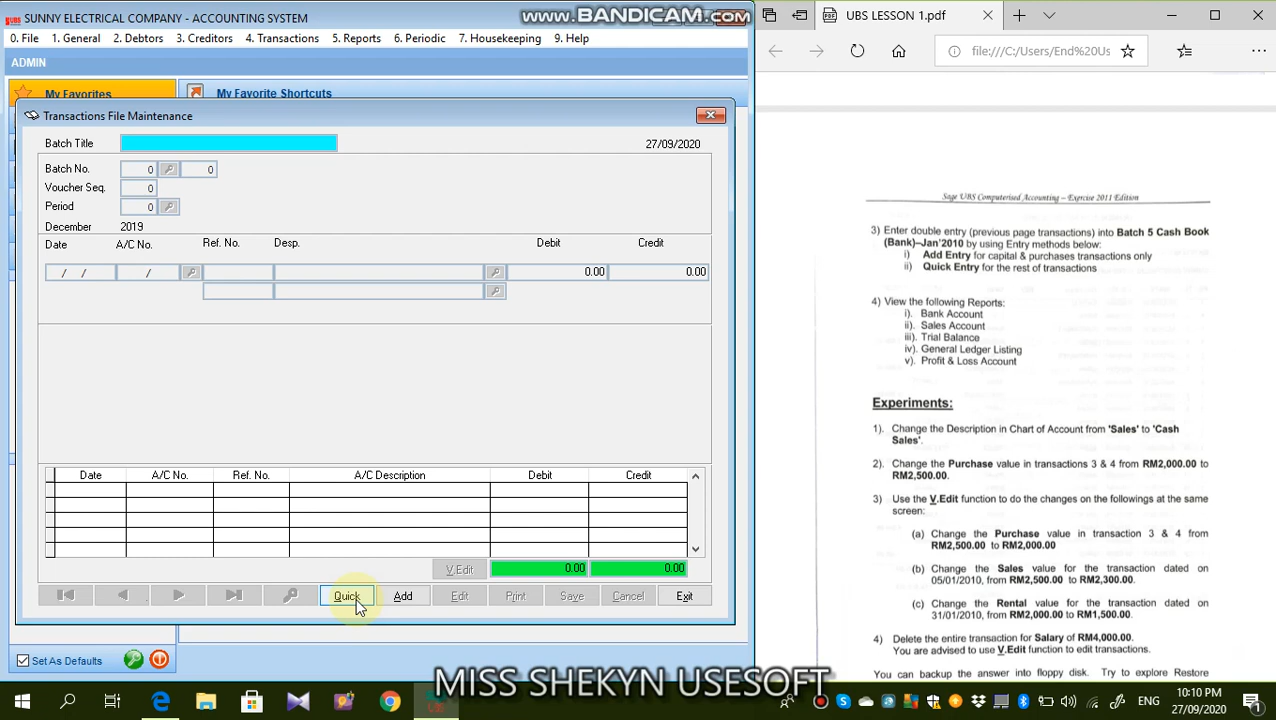 SUNNY ELECTRICAL COMPANY - ACCOUNTING SYSTEM
www.BANDICAM.com
UBS LESSON 1.pdf
0. File 1. General 2. Debtors 3. Creditors 4. Transactions 5. Reports 6. Periodic 7. Housekeeping 9. Help
file:///C:/Users/End%20Us
ADMIN
My Favorites
My Favorite Shortcuts
Transactions File Maintenance
Batch Title
27/09/2020
Batch No. 0 0
Voucher Seq. 0
Period 0
December 2019
Date A/C No. Ref. No. Desp. Debit Credit
/ / / 0.00 0.00
Date A/C No. Ref. No. A/C Description Debit Credit
V.Edit 0.00 0.00
Quick Add Edit Print Save Cancel Exit
Set As Defaults
Sage UBS Computerised Accounting – Exercise 2011 Edition
3) Enter double entry (previous page transactions) into Batch 5 Cash Book
(Bank)–Jan'2010 by using Entry methods below:
i) Add Entry for capital & purchases transactions only
ii) Quick Entry for the rest of transactions
4) View the following Reports:
i). Bank Account
ii). Sales Account
iii). Trial Balance
iv). General Ledger Listing
v). Profit & Loss Account
Experiments:
1). Change the Description in Chart of Account from 'Sales' to 'Cash
Sales'.
2). Change the Purchase value in transactions 3 & 4 from RM2,000.00 to
RM2,500.00.
3) Use the V.Edit function to do the changes on the followings at the same
screen:
(a) Change the Purchase value in transaction 3 & 4 from
RM2,500.00 to RM2,000.00
(b) Change the Sales value for the transaction dated on
05/01/2010, from RM2,500.00 to RM2,300.00
(c) Change the Rental value for the transaction dated on
31/01/2010, from RM2,000.00 to RM1,500.00.
4) Delete the entire transaction for Salary of RM4,000.00.
You are advised to use V.Edit function to edit transactions.
You can backup the answer into floppy disk. Try to explore Restore
MISS SHEKYN USESOFT
ENG
10:10 PM
27/09/2020